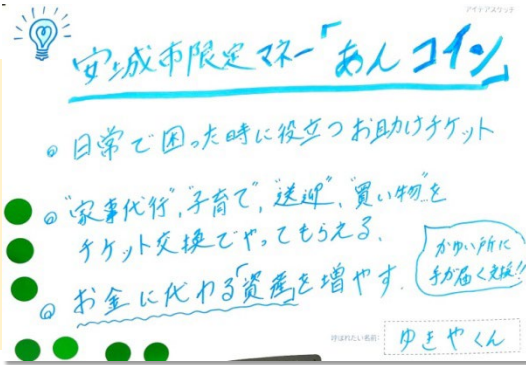 アイデアスケッチ
安城市限定マネー「あんコイン」
◎日常で困った時に役立つお助けチケット
◎"家事代行","子育て","送迎","買い物"を
チケット交換でやってもらえる.
かゆい所に
手が届く支援!!
◎お金に代わる「資産」を増やす.
呼ばれたい名前:
ゆきやくん